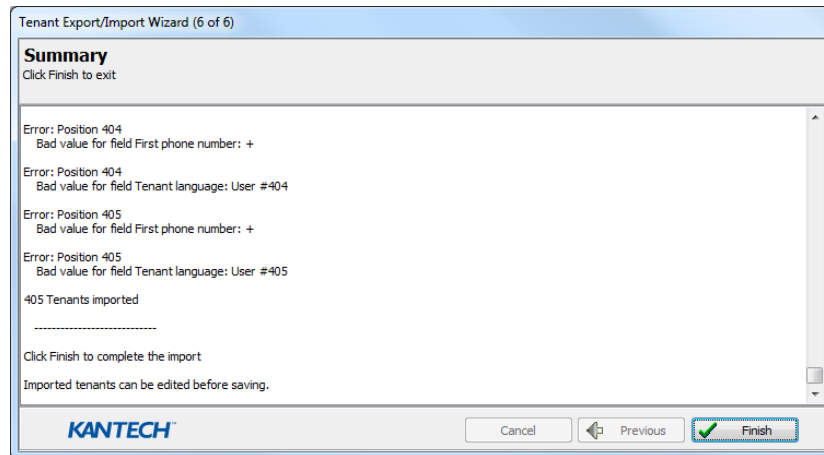 Tenant Export/Import Wizard (6 of 6)
Summary
Click Finish to exit
Error: Position 404
Bad value for field First phone number: +
Error: Position 404
Bad value for field Tenant language: User #404
Error: Position 405
Bad value for field First phone number: +
Error: Position 405
Bad value for field Tenant language: User #405
405 Tenants imported
----------------------------
Click Finish to complete the import
Imported tenants can be edited before saving.
KANTECH™
Cancel
Previous
Finish